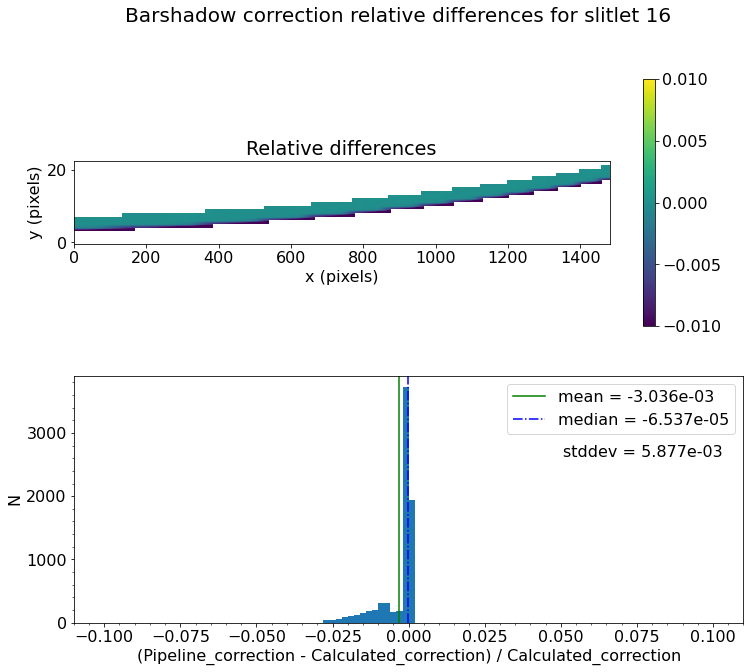 Barshadow correction relative differences for slitlet 16
Relative differences
y (pixels)
20
10
0
0 200 400 600 800 1000 1200 1400
x (pixels)
0.010
0.005
0.000
−0.005
−0.010
N
3000
2000
1000
0
mean = -3.036e-03
median = -6.537e-05
stddev = 5.877e-03
−0.100 −0.075 −0.050 −0.025 0.000 0.025 0.050 0.075 0.100
(Pipeline_correction - Calculated_correction) / Calculated_correction